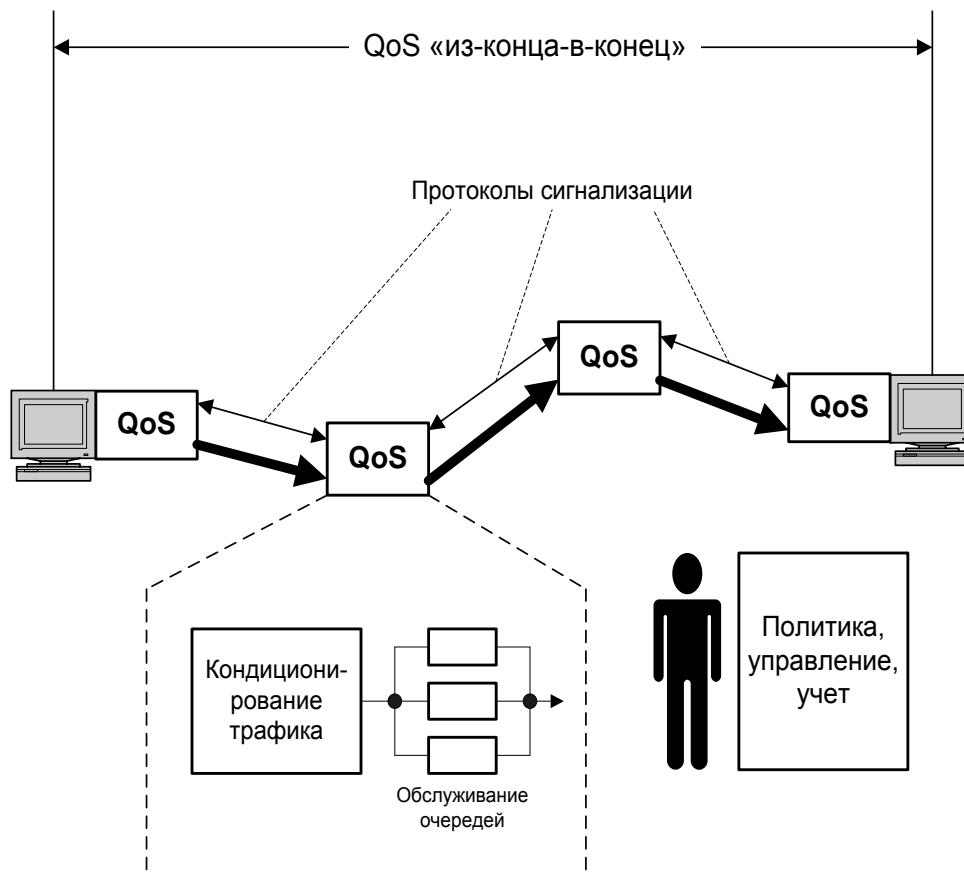 QoS «из-конца-в-конец»
Протоколы сигнализации
QoS
QoS
QoS
QoS
Кондициони-
рование
трафика
Обслуживание
очередей
Политика,
управление,
учет